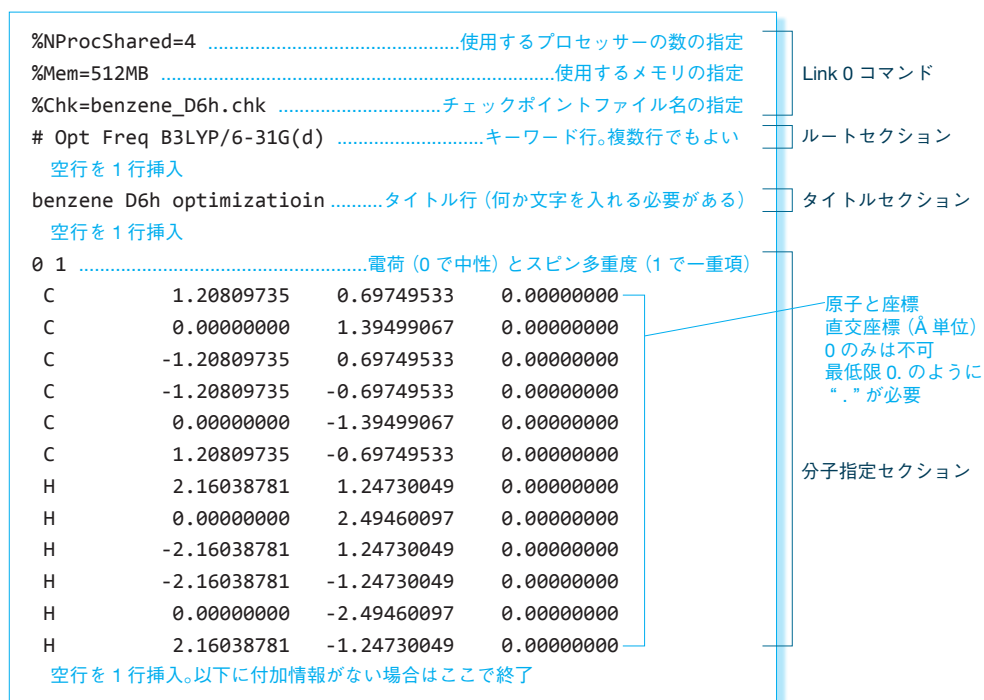 %NProcShared=4 ................................................使用するプロセッサーの数の指定
%Mem=512MB ...........................................................................使用するメモリの指定
Link 0 コマンド
%Chk=benzene_D6h.chk ...............................チェックポイントファイル名の指定
# Opt Freq B3LYP/6-31G(d) ............................キーワード行。複数行でもよい
ルートセクション
空行を 1 行挿入
benzene D6h optimizatioin ..........タイトル行（何か文字を入れる必要がある）
タイトルセクション
空行を 1 行挿入
0 1 .......................................................電荷（0 で中性）とスピン多重度（1 で一重項）
C 1.20809735 0.69749533 0.00000000
C 0.00000000 1.39499067 0.00000000
C -1.20809735 0.69749533 0.00000000
C -1.20809735 -0.69749533 0.00000000
C 0.00000000 -1.39499067 0.00000000
C 1.20809735 -0.69749533 0.00000000
H 2.16038781 1.24730049 0.00000000
H 0.00000000 2.49460097 0.00000000
H -2.16038781 1.24730049 0.00000000
H -2.16038781 -1.24730049 0.00000000
H 0.00000000 -2.49460097 0.00000000
H 2.16038781 -1.24730049 0.00000000
原子と座標
直交座標（Å 単位）
0 のみは不可
最低限 0. のように
“ . ” が必要
分子指定セクション
空行を 1 行挿入。以下に付加情報がない場合はここで終了